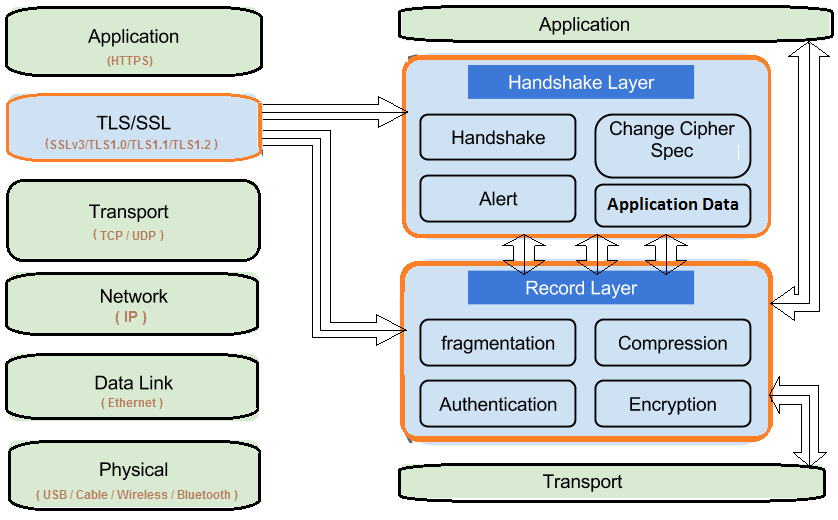 Application
(HTTPS)
TLS/SSL
(SSLv3/TLS1.0/TLS1.1/TLS1.2 )
Transport
( TCP / UDP )
Network
( IP )
Data Link
( Ethernet )
Physical
( USB / Cable / Wireless / Bluetooth )
Application
Handshake Layer
Handshake
Change Cipher
Spec
Alert
Application Data
Record Layer
fragmentation
Compression
Authentication
Encryption
Transport